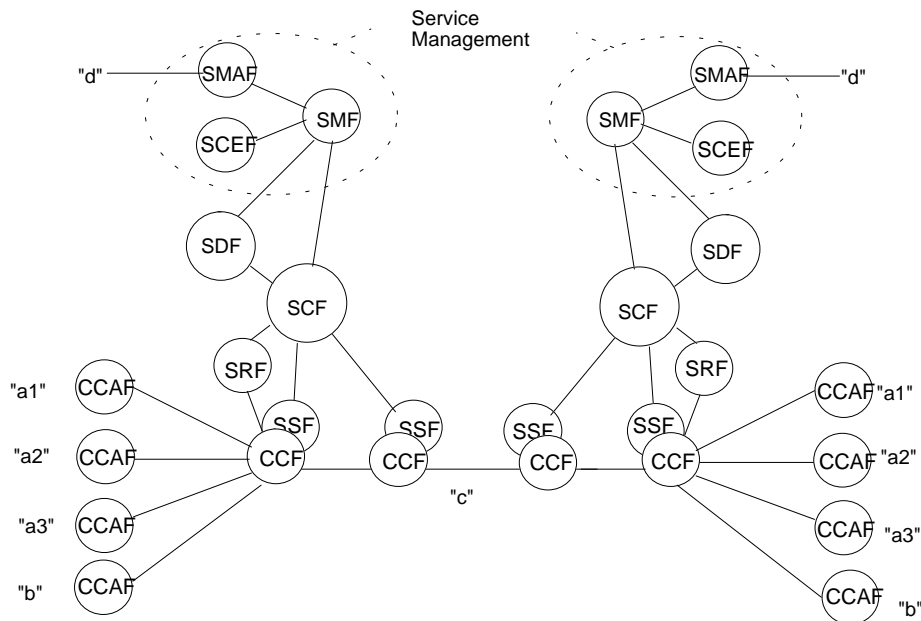 Service
Management
"d" SMAF SMAF "d"
SMF SMF
SCEF SCEF
SDF SDF
SCF SCF
SRF SRF
"a1" CCAF CCAF "a1"
SSF SSF SSF SSF
"a2" CCAF CCF CCF CCF CCF CCAF "a2"
"c"
"a3" CCAF CCAF "a3"
"b" CCAF CCAF "b"